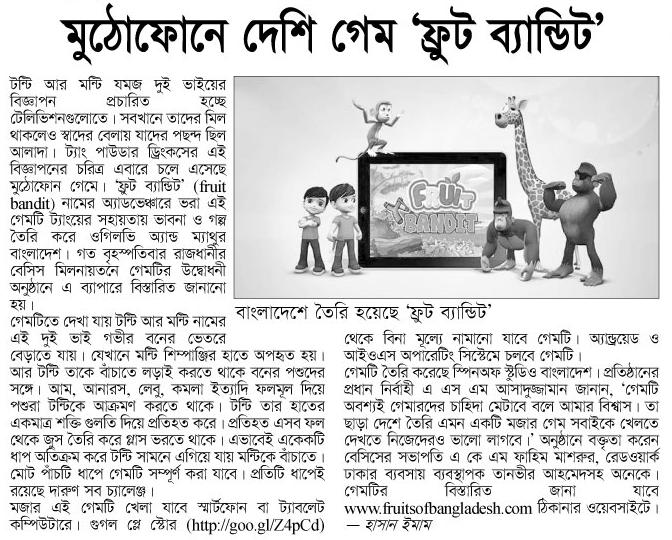 মুঠোফোনে দেশি গেম ‘ফ্রুট ব্যান্ডিট’
টন্টি আর মন্টি যমজ দুই ভাইয়ের
বিজ্ঞাপন প্রচারিত হচ্ছে
টেলিভিশনগুলোতে। সবখানে তাদের মিল
থাকলেও স্বাদের বেলায় যাদের পছন্দ ছিল
আলাদা। ট্যাং পাউডার ড্রিংকসের এই
বিজ্ঞাপনের চরিত্র এবারে চলে এসেছে
মুঠোফোন গেমে। ‘ফ্রুট ব্যান্ডিট’ (fruit
bandit) নামের অ্যাডভেঞ্চারে ভরা এই
গেমটি ট্যাংয়ের সহায়তায় ভাবনা ও গল্প
তৈরি করে ওগিলভি অ্যান্ড ম্যাথুর
বাংলাদেশ। গত বৃহস্পতিবার রাজধানীর
বেসিস মিলনায়তনে গেমটির উদ্বোধনী
অনুষ্ঠানে এ ব্যাপারে বিস্তারিত জানানো
হয়।
গেমটিতে দেখা যায় টন্টি আর মন্টি নামের
এই দুই ভাই গভীর বনের ভেতরে
বেড়াতে যায়। যেখানে মন্টি শিম্পাঞ্জির হাতে অপহৃত হয়।
আর টন্টি তাকে বাঁচাতে লড়াই করতে থাকে বনের পশুদের
সঙ্গে। আম, আনারস, লেবু, কমলা ইত্যাদি ফলমূল দিয়ে
পশুরা টন্টিকে আক্রমণ করতে থাকে। টন্টি তার হাতের
একমাত্র শক্তি গুলতি দিয়ে প্রতিহত করে। প্রতিহত এসব ফল
থেকে জুস তৈরি করে গ্লাস ভরতে থাকে। এভাবেই একেকটি
ধাপ অতিক্রম করে টন্টি সামনে এগিয়ে যায় মন্টিকে বাঁচাতে।
মোট পাঁচটি ধাপে গেমটি সম্পূর্ণ করা যাবে। প্রতিটি ধাপেই
রয়েছে দারুণ সব চ্যালেঞ্জ।
মজার এই গেমটি খেলা যাবে স্মার্টফোন বা ট্যাবলেট
কম্পিউটারে। গুগল প্লে স্টোর (http://goo.gl/Z4pCd)
FRUIT
BANDIT
বাংলাদেশে তৈরি হয়েছে ‘ফ্রুট ব্যান্ডিট’
থেকে বিনা মূল্যে নামানো যাবে গেমটি। অ্যান্ড্রয়েড ও
আইওএস অপারেটিং সিস্টেমে চলবে গেমটি।
গেমটি তৈরি করেছে স্পিনঅফ স্টুডিও বাংলাদেশ। প্রতিষ্ঠানের
প্রধান নির্বাহী এ এস এম আসাদুজ্জামান জানান, ‘গেমটি
অবশ্যই গেমারদের চাহিদা মেটাবে বলে আমার বিশ্বাস। তা
ছাড়া দেশে তৈরি এমন একটি মজার গেম সবাইকে খেলতে
দেখতে নিজেদেরও ভালো লাগবে।’ অনুষ্ঠানে বক্তৃতা করেন
বেসিসের সভাপতি এ কে এম ফাহিম মাশরুর, রেডওয়ার্ক
ঢাকার ব্যবসায় ব্যবস্থাপক তানভীর আহমেদসহ অনেকে।
গেমটির বিস্তারিত জানা যাবে
www.fruitsofbangladesh.com ঠিকানার ওয়েবসাইটে।
— হাসান ইমাম